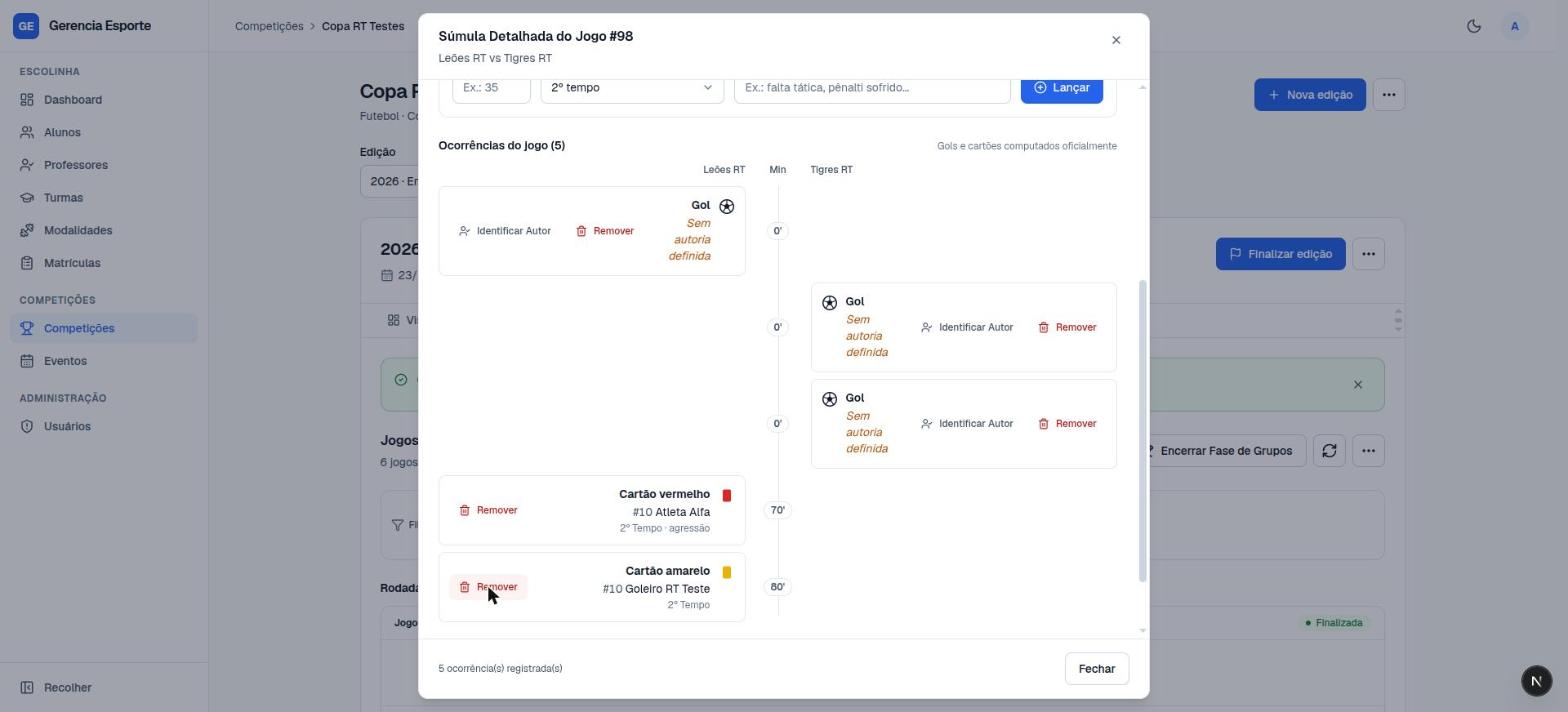 GE
Gerencia Esporte
ESCOLINHA
Dashboard
Alunos
Professores
Turmas
Modalidades
Matrículas
COMPETIÇÕES
Competições
Eventos
ADMINISTRAÇÃO
Usuários
Recolher
Competições > Copa RT Testes
A
Copa
Futebol · Co
Nova edição
Edição
2026 · E
2026
23/
Finalizar edição
Vi
Jogos
6 jogos
Encerrar Fase de Grupos
Fi
Rodada
Jogo
Finalizada
N
Súmula Detalhada do Jogo #98
Leões RT vs Tigres RT
Ex.: 35
2º tempo
Ex.: falta tática, pênalti sofrido...
Lançar
Ocorrências do jogo (5)
Gols e cartões computados oficialmente
Leões RT
Min
Tigres RT
Identificar Autor
Remover
Gol
Sem
autoria
definida
0'
0'
Gol
Sem
autoria
definida
Identificar Autor
Remover
0'
Gol
Sem
autoria
definida
Identificar Autor
Remover
Remover
Cartão vermelho
#10 Atleta Alfa
2º Tempo · agressão
70'
Remover
Cartão amarelo
#10 Goleiro RT Teste
2º Tempo
80'
5 ocorrência(s) registrada(s)
Fechar